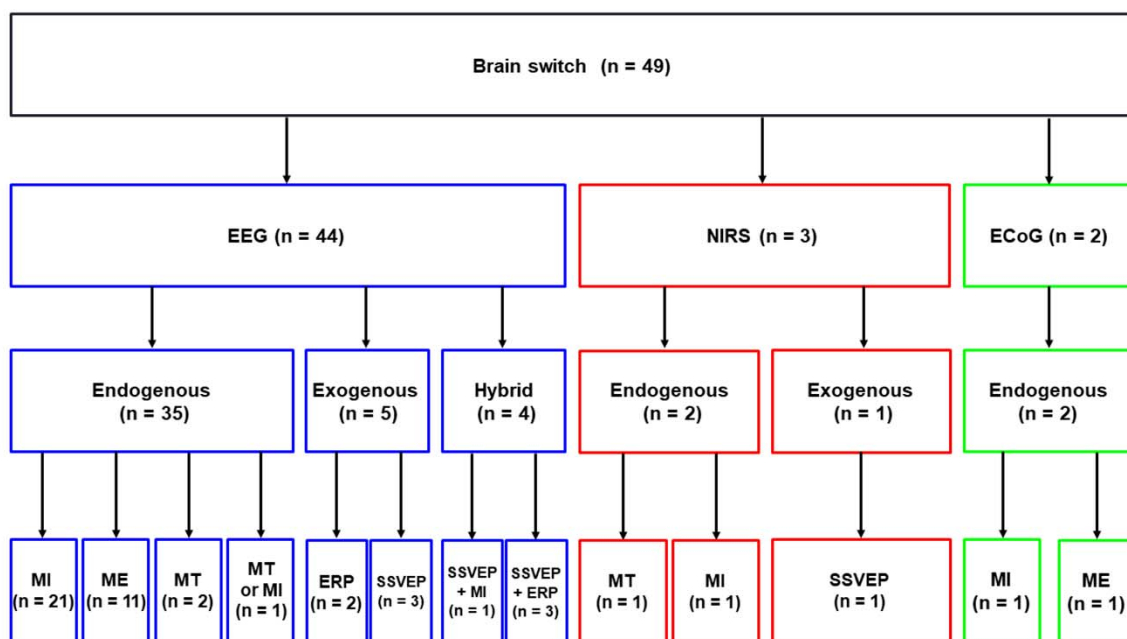 Brain switch (n = 49)
EEG (n = 44)
NIRS (n = 3)
ECoG (n = 2)
Endogenous
(n = 35)
Exogenous
(n = 5)
Hybrid
(n = 4)
Endogenous
(n = 2)
Exogenous
(n = 1)
Endogenous
(n = 2)
MI
(n = 21)
ME
(n = 11)
MT
(n = 2)
MT
or MI
(n = 1)
ERP
(n = 2)
SSVEP
(n = 3)
SSVEP
+ MI
(n = 1)
SSVEP
+ ERP
(n = 3)
MT
(n = 1)
MI
(n = 1)
SSVEP
(n = 1)
MI
(n = 1)
ME
(n = 1)